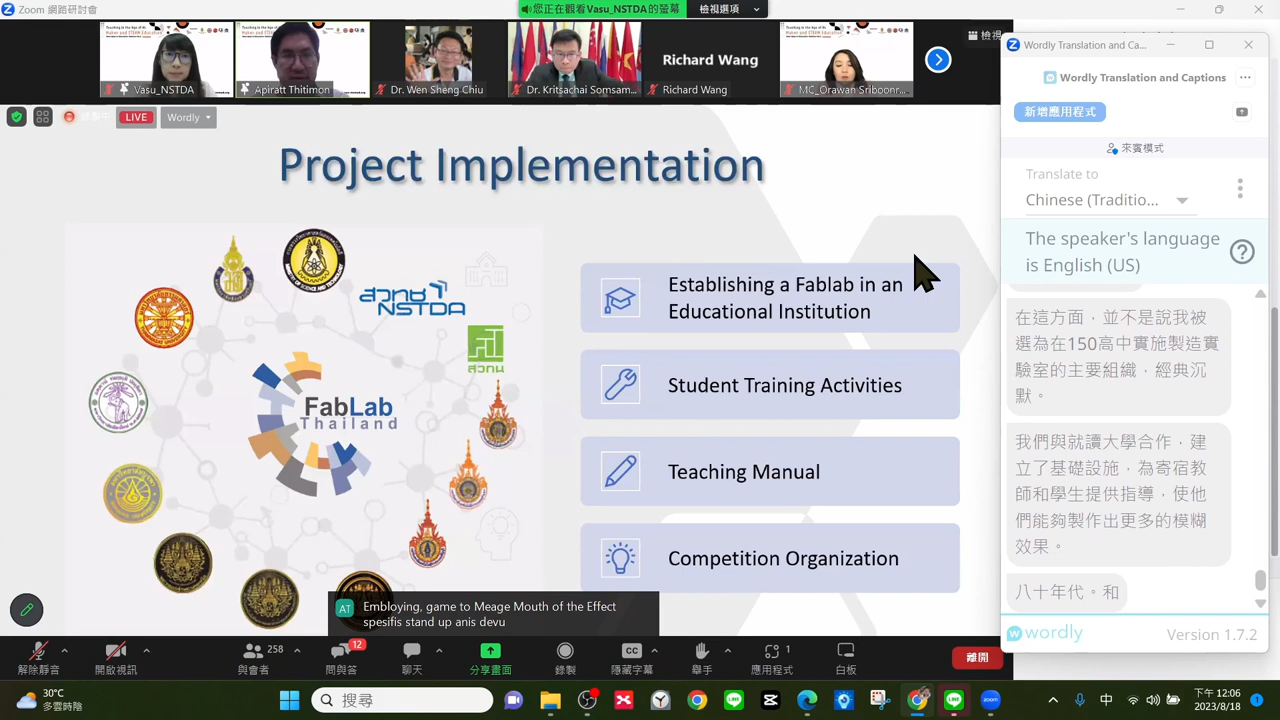 Zoom 網路研討會
您正在觀看Vasu_NSTDA的螢幕
檢視選項
Vasu_NSTDA
Apiratt Thitimon
Dr. Wen Sheng Chiu
Dr. Kritsachai Somsam...
Richard Wang
Richard Wang
MC_Orawan Sriboonr...
檢視
LIVE
Wordly
Project Implementation
สวทช
NSTDA
สวทน
FabLab
Thailand
Establishing a Fablab in an
Educational Institution
Student Training Activities
Teaching Manual
Competition Organization
AT
Embloying, game to Meage Mouth of the Effect
spesifis stand up anis devu
Wordly Translation and Ca...
Wordly Translation and Captions
新增應用程式
來賓模式
Translate to
Chinese (Traditio...
The speaker's language
is English (US)
在這方面，並不是說我被
選為在150高中實施製造實
驗室的主要組織，經典沉
默。
我們與就讀大學合作，建
立了基礎設施，為寄宿教
師和學生提供指導，使他
們能夠製作出更多的模糊
效果
八十年代。和
wordly
Version 1.7.2
解除靜音
開啟視訊
258
與會者
12
問與答
聊天
分享畫面
錄製
CC
隱藏字幕
舉手
1
應用程式
白板
離開
30°C
多雲時陰
搜尋
中
下午 12:08
2023/8/18